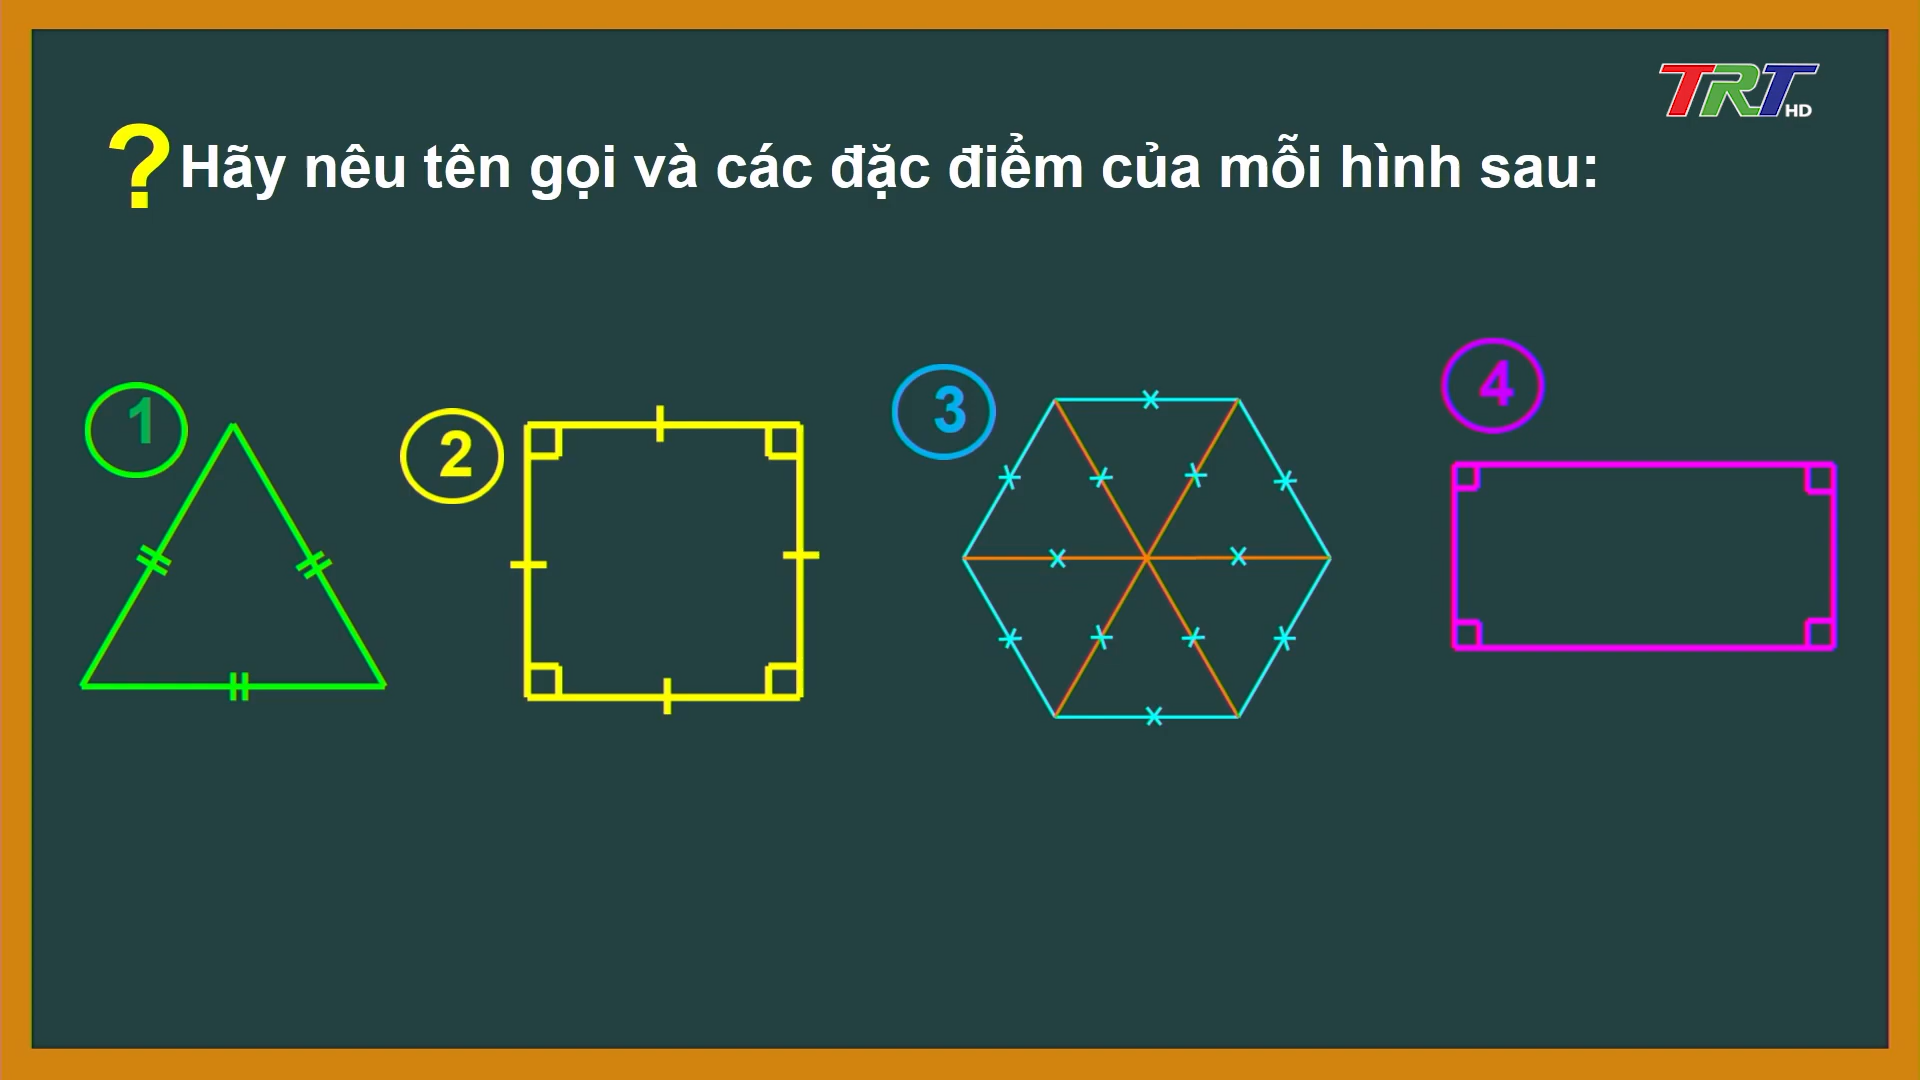 TRT HD
? Hãy nêu tên gọi và các đặc điểm của mỗi hình sau:
1
2
3
4